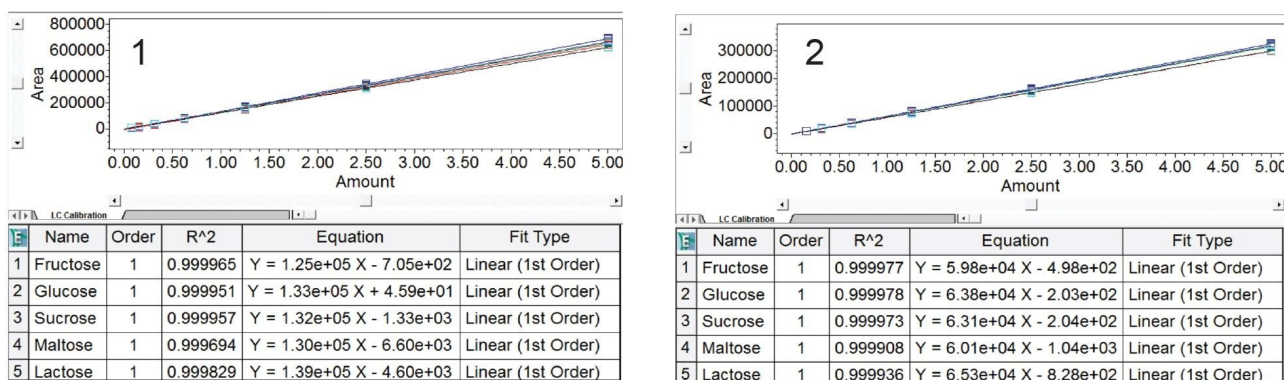 1
800000
600000
400000
200000
0
Area
0.00 0.50 1.00 1.50 2.00 2.50 3.00 3.50 4.00 4.50 5.00
Amount
LC Calibration
Name Order R^2 Equation Fit Type
1 Fructose 1 0.999965 Y = 1.25e+05 X - 7.05e+02 Linear (1st Order)
2 Glucose 1 0.999951 Y = 1.33e+05 X + 4.59e+01 Linear (1st Order)
3 Sucrose 1 0.999957 Y = 1.32e+05 X - 1.33e+03 Linear (1st Order)
4 Maltose 1 0.999694 Y = 1.30e+05 X - 6.60e+03 Linear (1st Order)
5 Lactose 1 0.999829 Y = 1.39e+05 X - 4.60e+03 Linear (1st Order)
2
300000
200000
100000
0
Area
0.00 0.50 1.00 1.50 2.00 2.50 3.00 3.50 4.00 4.50 5.00
Amount
LC Calibration
Name Order R^2 Equation Fit Type
1 Fructose 1 0.999977 Y = 5.98e+04 X - 4.98e+02 Linear (1st Order)
2 Glucose 1 0.999978 Y = 6.38e+04 X - 2.03e+02 Linear (1st Order)
3 Sucrose 1 0.999973 Y = 6.31e+04 X - 2.04e+02 Linear (1st Order)
4 Maltose 1 0.999908 Y = 6.01e+04 X - 1.04e+03 Linear (1st Order)
5 Lactose 1 0.999936 Y = 6.53e+04 X - 8.28e+02 Linear (1st Order)